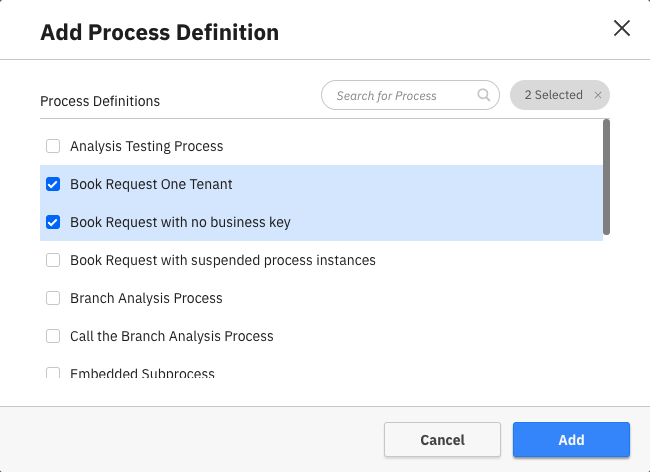 Add Process Definition
Process Definitions
Search for Process
2 Selected
Analysis Testing Process
Book Request One Tenant
Book Request with no business key
Book Request with suspended process instances
Branch Analysis Process
Call the Branch Analysis Process
Embedded Subprocess
Cancel
Add